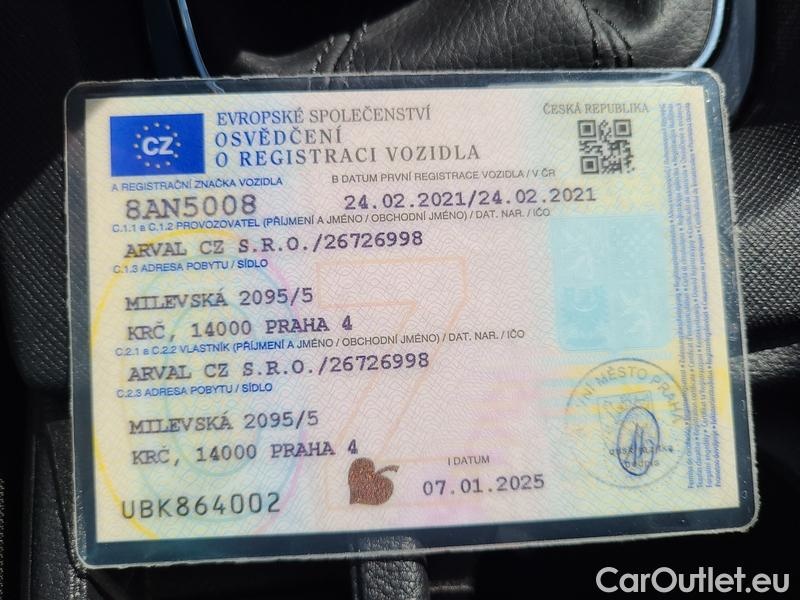 EVROPSKÉ SPOLEČENSTVÍ
ČESKÁ REPUBLIKA
CZ
OSVĚDČENÍ
O REGISTRACI VOZIDLA
A REGISTRAČNÍ ZNAČKA VOZIDLA
B DATUM PRVNÍ REGISTRACE VOZIDLA / V ČR
8AN5008
24.02.2021/24.02.2021
C.1.1 a C.1.2 PROVOZOVATEL (PŘÍJMENÍ A JMÉNO / OBCHODNÍ JMÉNO) / DAT. NAR. / IČO
ARVAL CZ S.R.O./26726998
C.1.3 ADRESA POBYTU / SÍDLO
MILEVSKÁ 2095/5
KRČ, 14000 PRAHA 4
C.2.1 a C.2.2 VLASTNÍK (PŘÍJMENÍ A JMÉNO / OBCHODNÍ JMÉNO) / DAT. NAR. / IČO
ARVAL CZ S.R.O./26726998
C.2.3 ADRESA POBYTU / SÍDLO
MILEVSKÁ 2095/5
KRČ, 14000 PRAHA 4
I DATUM
07.01.2025
UBK864002
NÍ MĚSTO PRAHA
CarOutlet.eu